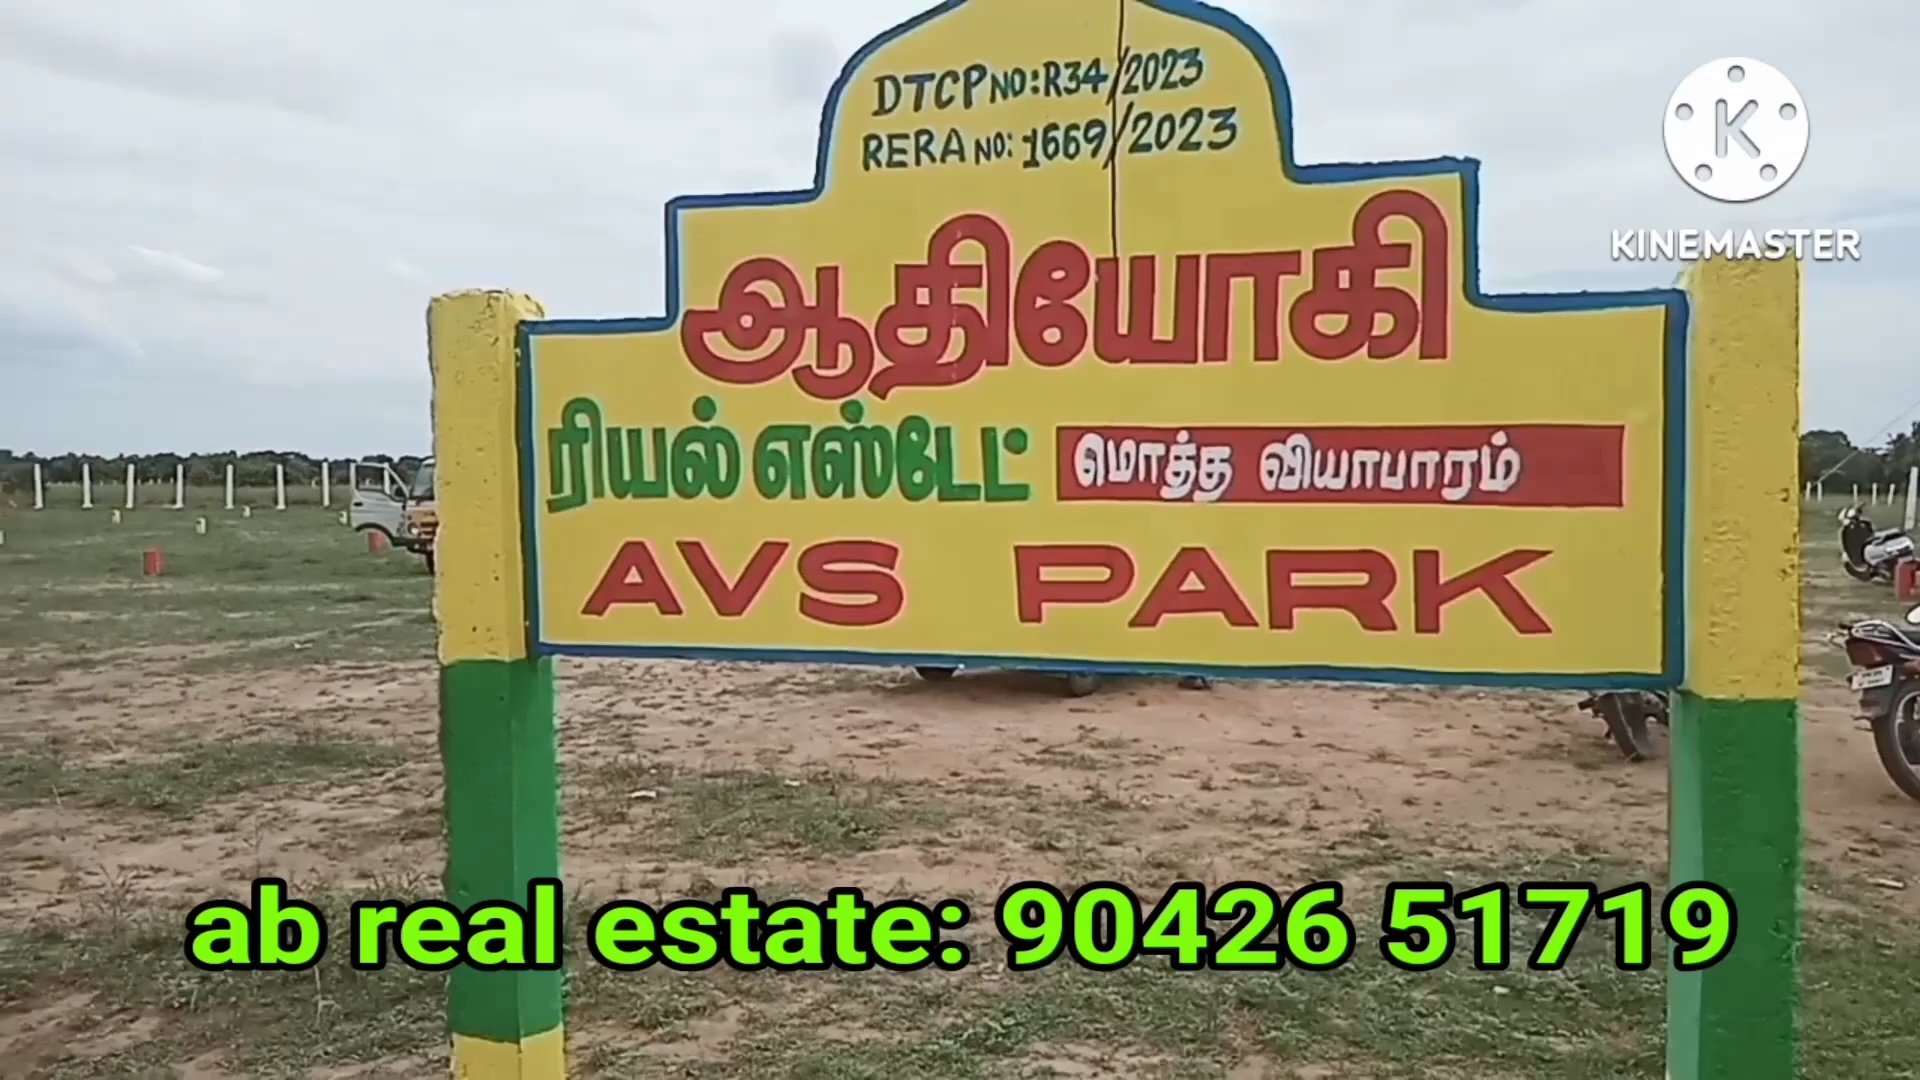 DTCP NO: R34/2023
RERA NO: 1669/2023
K
KINEMASTER
ஆதியோகி
ரியல் எஸ்டேட் மொத்த வியாபாரம்
AVS PARK
ab real estate: 90426 51719